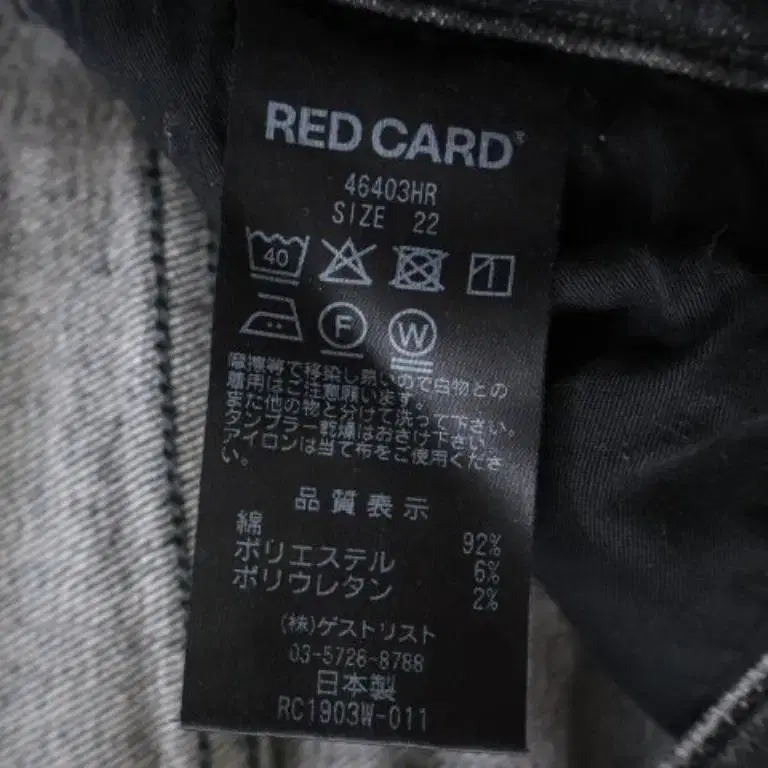 RED CARD
46403HR
SIZE 22
40
F
W
摩擦等で移染し易いので白物との
着用はご注意願います。
また他の物と分けて洗って下さい。
タンブラー乾燥はおさけ下さい。
アイロンは当て布をご使用くださ
い。
品質表示
綿 92%
ポリエステル 6%
ポリウレタン 2%
(株)ゲストリスト
03-5726-8788
日本製
RC1903W-011